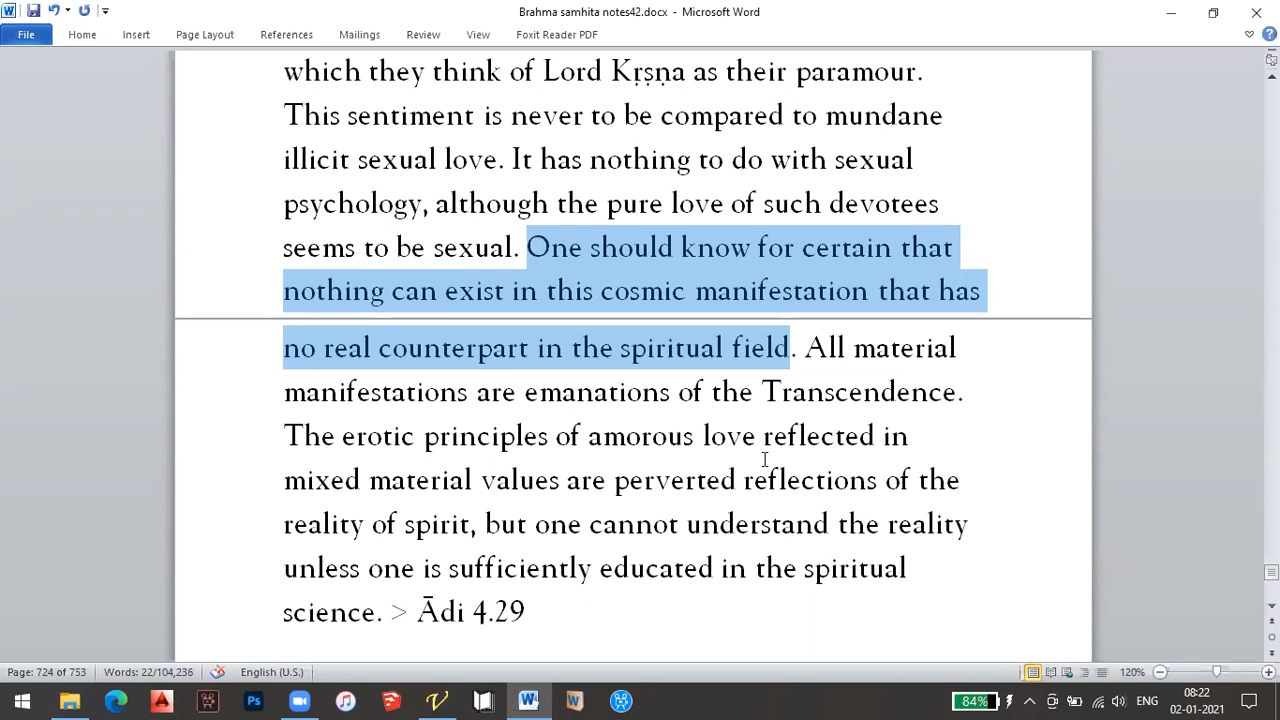 Brahma samhita notes42.docx - Microsoft Word
File Home Insert Page Layout References Mailings Review View Foxit Reader PDF
which they think of Lord Kṛṣṇa as their paramour.
This sentiment is never to be compared to mundane
illicit sexual love. It has nothing to do with sexual
psychology, although the pure love of such devotees
seems to be sexual. One should know for certain that
nothing can exist in this cosmic manifestation that has
no real counterpart in the spiritual field. All material
manifestations are emanations of the Transcendence.
The erotic principles of amorous love reflected in
mixed material values are perverted reflections of the
reality of spirit, but one cannot understand the reality
unless one is sufficiently educated in the spiritual
science. > Ādi 4.29
Page: 724 of 753 Words: 22/104,236 English (U.S.) 120%
84% ENG 08:22
02-01-2021